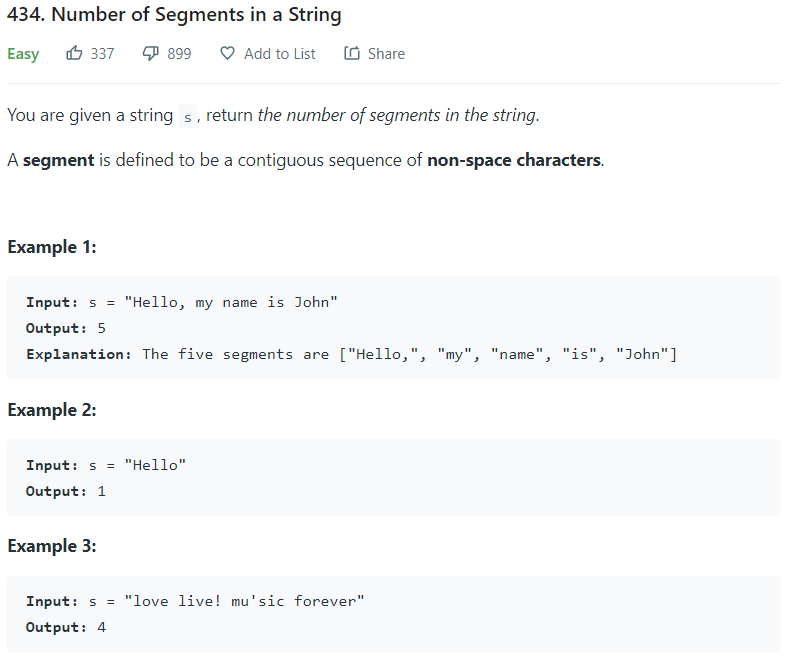 434. Number of Segments in a String
Easy 337 899 Add to List Share
You are given a string s, return the number of segments in the string.
A segment is defined to be a contiguous sequence of non-space characters.
Example 1:
Input: s = "Hello, my name is John"
Output: 5
Explanation: The five segments are ["Hello,", "my", "name", "is", "John"]
Example 2:
Input: s = "Hello"
Output: 1
Example 3:
Input: s = "love live! mu'sic forever"
Output: 4